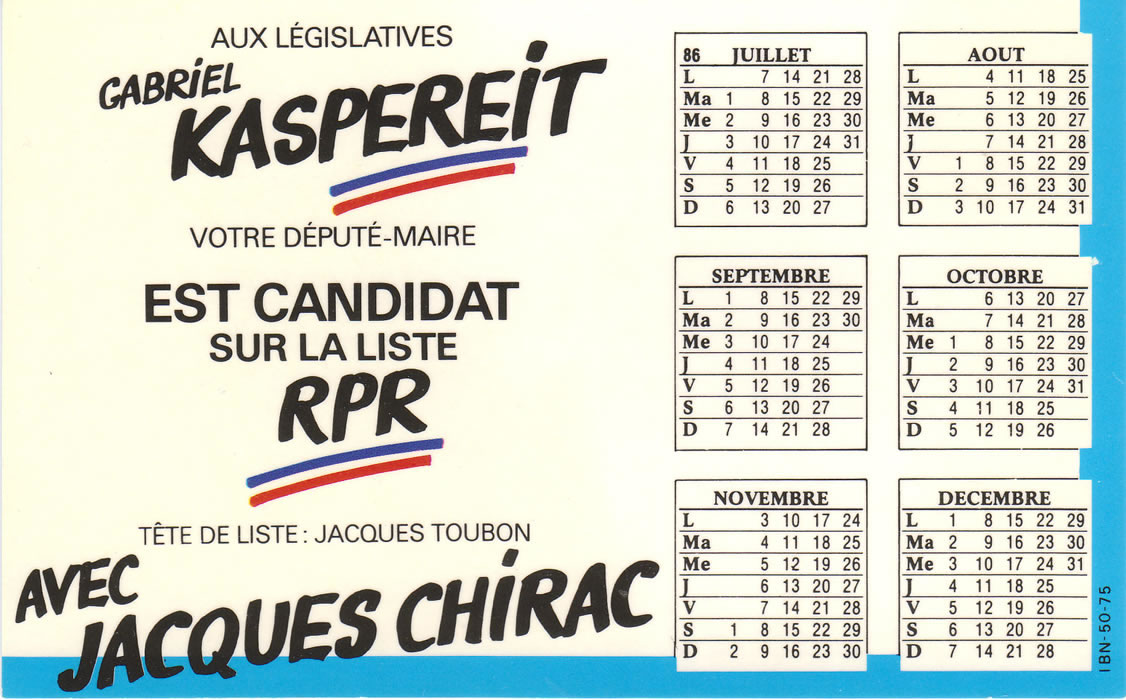 AUX LÉGISLATIVES
GABRIEL
KASPEREIT
VOTRE DÉPUTÉ-MAIRE
EST CANDIDAT
SUR LA LISTE
RPR
TÊTE DE LISTE : JACQUES TOUBON
AVEC
JACQUES CHIRAC
86 JUILLET
L 7 14 21 28
Ma 1 8 15 22 29
Me 2 9 16 23 30
J 3 10 17 24 31
V 4 11 18 25
S 5 12 19 26
D 6 13 20 27
AOUT
L 4 11 18 25
Ma 5 12 19 26
Me 6 13 20 27
J 7 14 21 28
V 1 8 15 22 29
S 2 9 16 23 30
D 3 10 17 24 31
SEPTEMBRE
L 1 8 15 22 29
Ma 2 9 16 23 30
Me 3 10 17 24
J 4 11 18 25
V 5 12 19 26
S 6 13 20 27
D 7 14 21 28
OCTOBRE
L 6 13 20 27
Ma 7 14 21 28
Me 1 8 15 22 29
J 2 9 16 23 30
V 3 10 17 24 31
S 4 11 18 25
D 5 12 19 26
NOVEMBRE
L 3 10 17 24
Ma 4 11 18 25
Me 5 12 19 26
J 6 13 20 27
V 7 14 21 28
S 1 8 15 22 29
D 2 9 16 23 30
DECEMBRE
L 1 8 15 22 29
Ma 2 9 16 23 30
Me 3 10 17 24 31
J 4 11 18 25
V 5 12 19 26
S 6 13 20 27
D 7 14 21 28
IBN-50-75